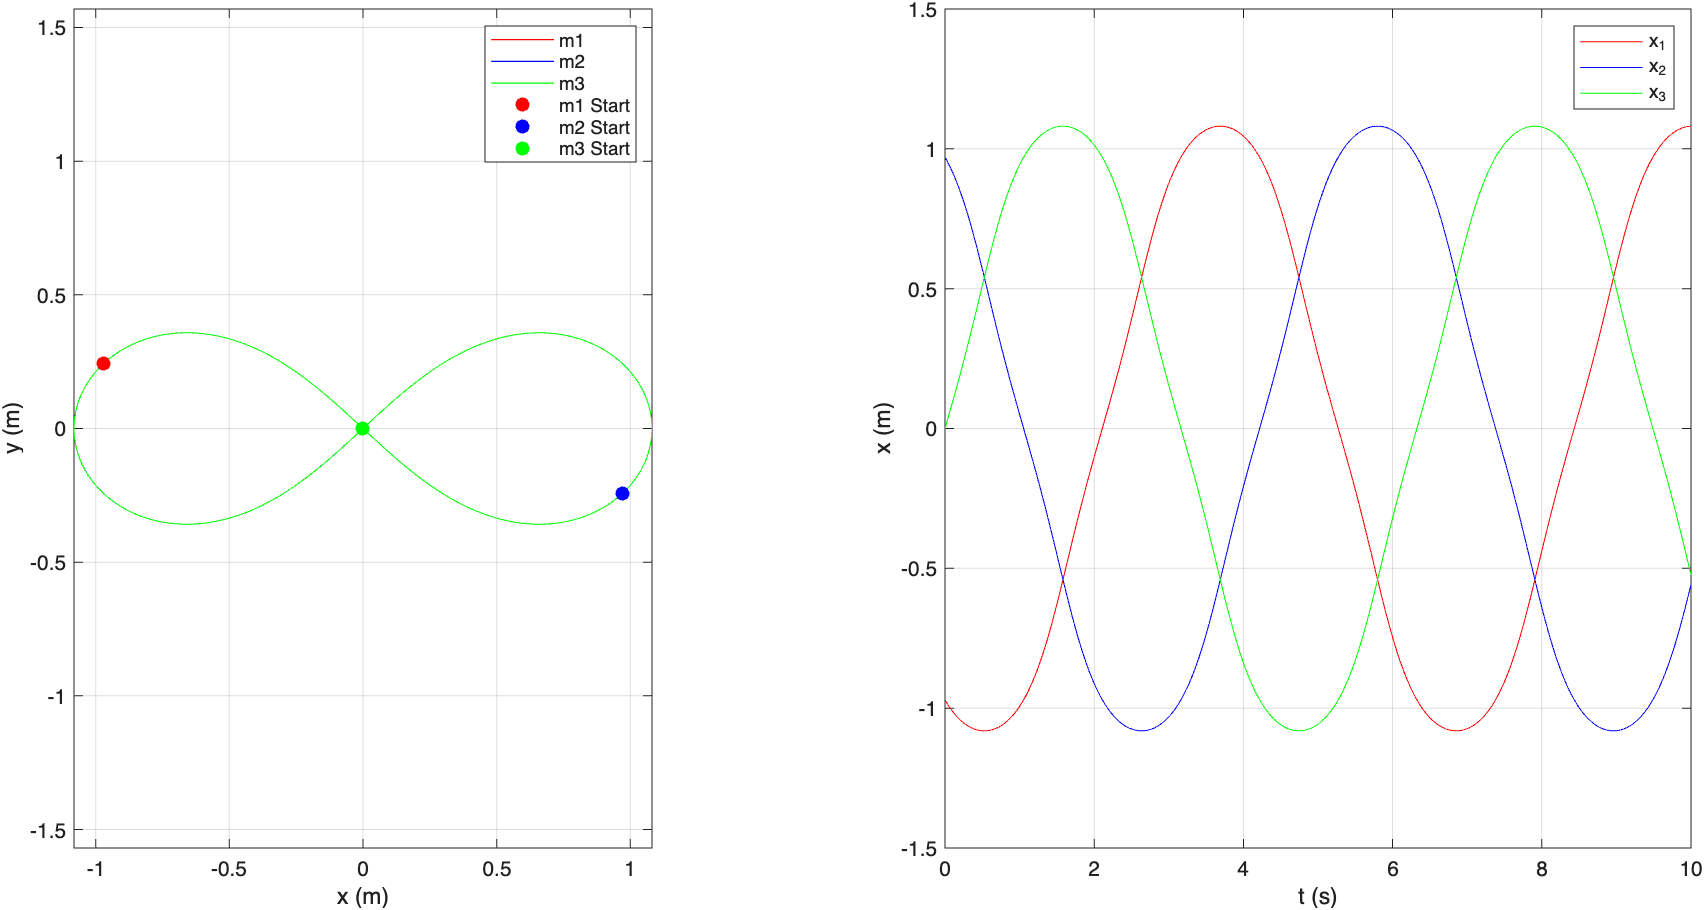 1.5
1
0.5
0
-0.5
-1
-1.5
y (m)
-1 -0.5 0 0.5 1
x (m)
m1
m2
m3
m1 Start
m2 Start
m3 Start
1.5
1
0.5
0
-0.5
-1
-1.5
x (m)
0 2 4 6 8 10
t (s)
x₁
x₂
x₃